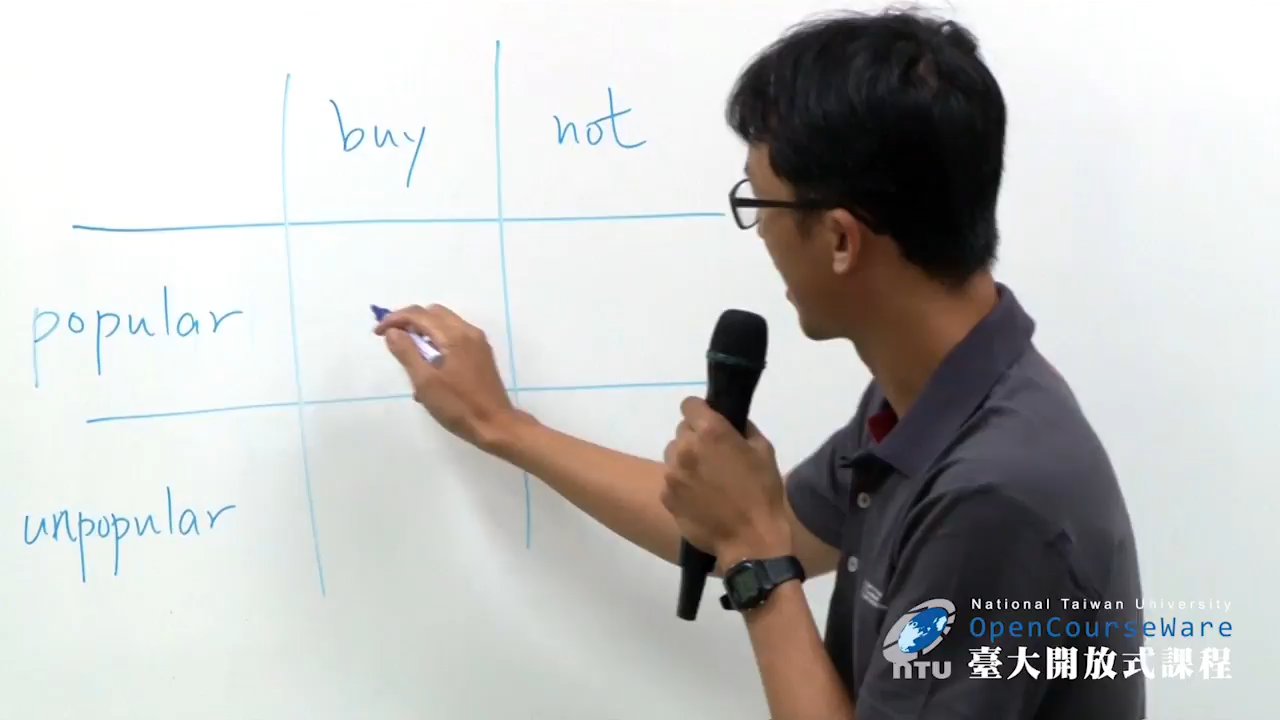 buy not
popular
unpopular
National Taiwan University
OpenCourseWare
NTU 臺大開放式課程